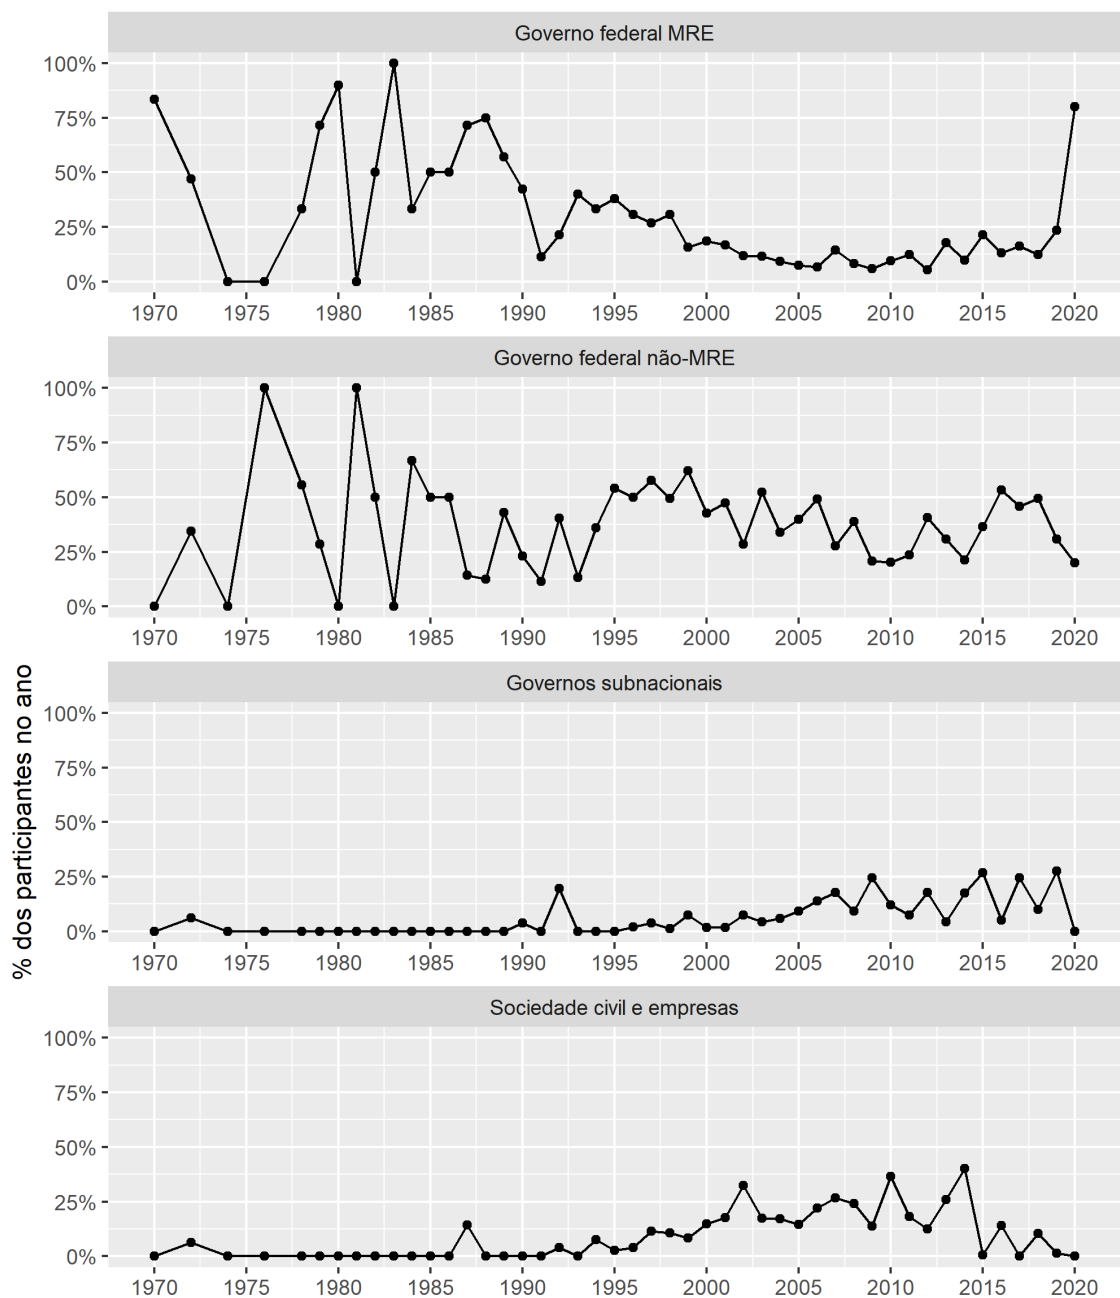 Governo federal MRE
100%
75%
50%
25%
0%
1970 1975 1980 1985 1990 1995 2000 2005 2010 2015 2020
Governo federal não-MRE
100%
75%
50%
25%
0%
1970 1975 1980 1985 1990 1995 2000 2005 2010 2015 2020
% dos participantes no ano
Governos subnacionais
100%
75%
50%
25%
0%
1970 1975 1980 1985 1990 1995 2000 2005 2010 2015 2020
Sociedade civil e empresas
100%
75%
50%
25%
0%
1970 1975 1980 1985 1990 1995 2000 2005 2010 2015 2020